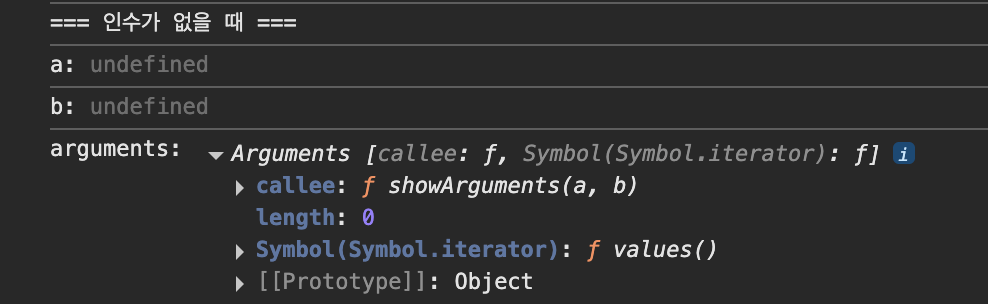 === 인수가 없을 때 ===
a: undefined
b: undefined
arguments: ▼Arguments [callee: ƒ, Symbol(Symbol.iterator): ƒ] i
▶ callee: ƒ showArguments(a, b)
length: 0
▶ Symbol(Symbol.iterator): ƒ values()
▶ [[Prototype]]: Object